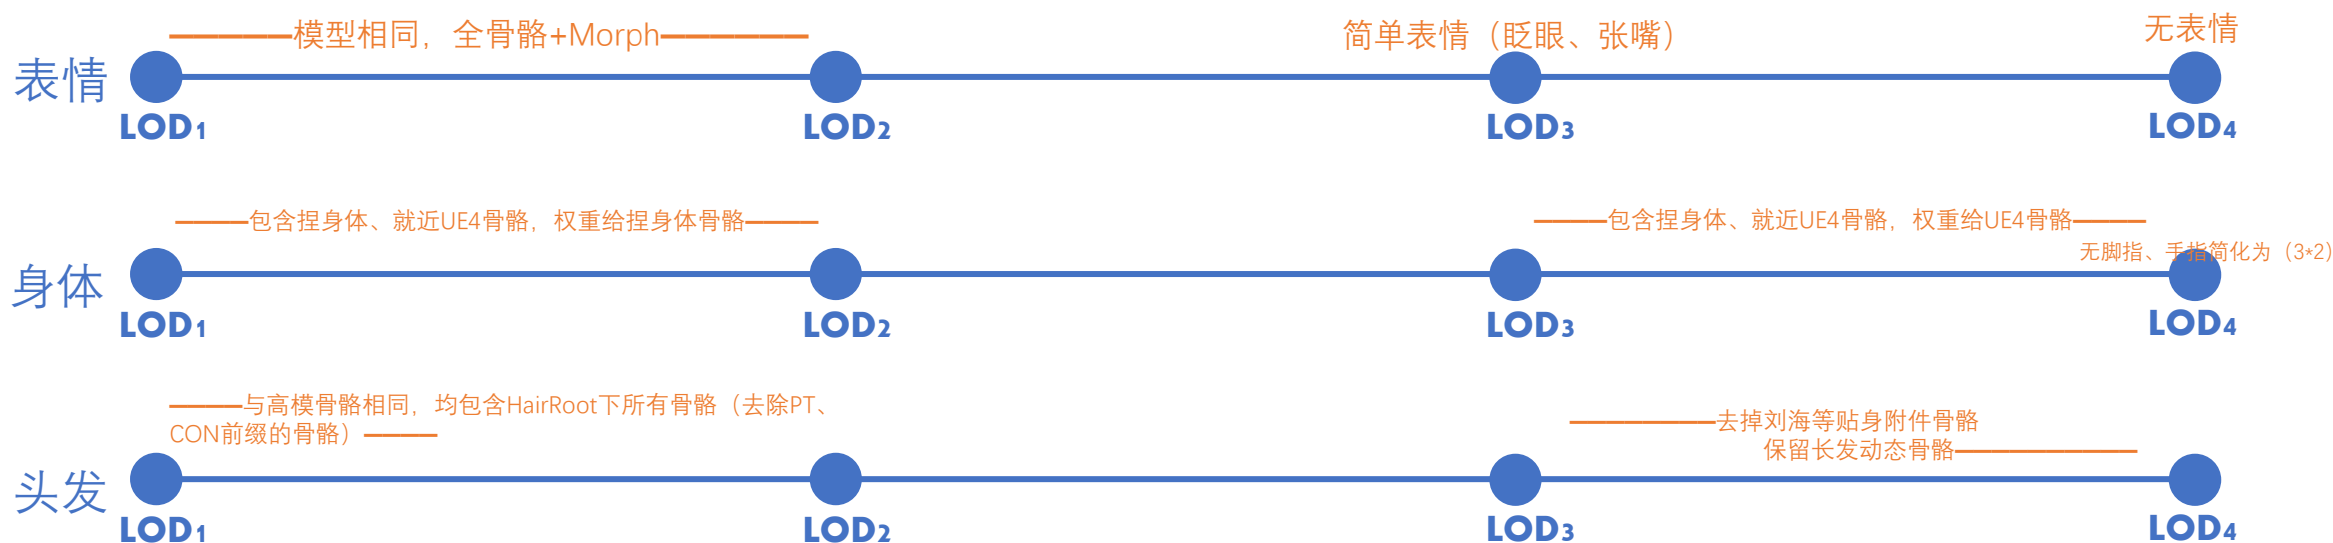 ————模型相同，全骨骼+Morph————
简单表情（眨眼、张嘴）
无表情
表情
LOD1
LOD2
LOD3
LOD4
————包含捏身体、就近UE4骨骼，权重给捏身体骨骼————
————包含捏身体、就近UE4骨骼，权重给UE4骨骼————
无脚指、手指简化为（3*2）
身体
LOD1
LOD2
LOD3
LOD4
————与高模骨骼相同，均包含HairRoot下所有骨骼（去除PT、
CON前缀的骨骼）————
————————去掉刘海等贴身附件骨骼
保留长发动态骨骼——————————
头发
LOD1
LOD2
LOD3
LOD4